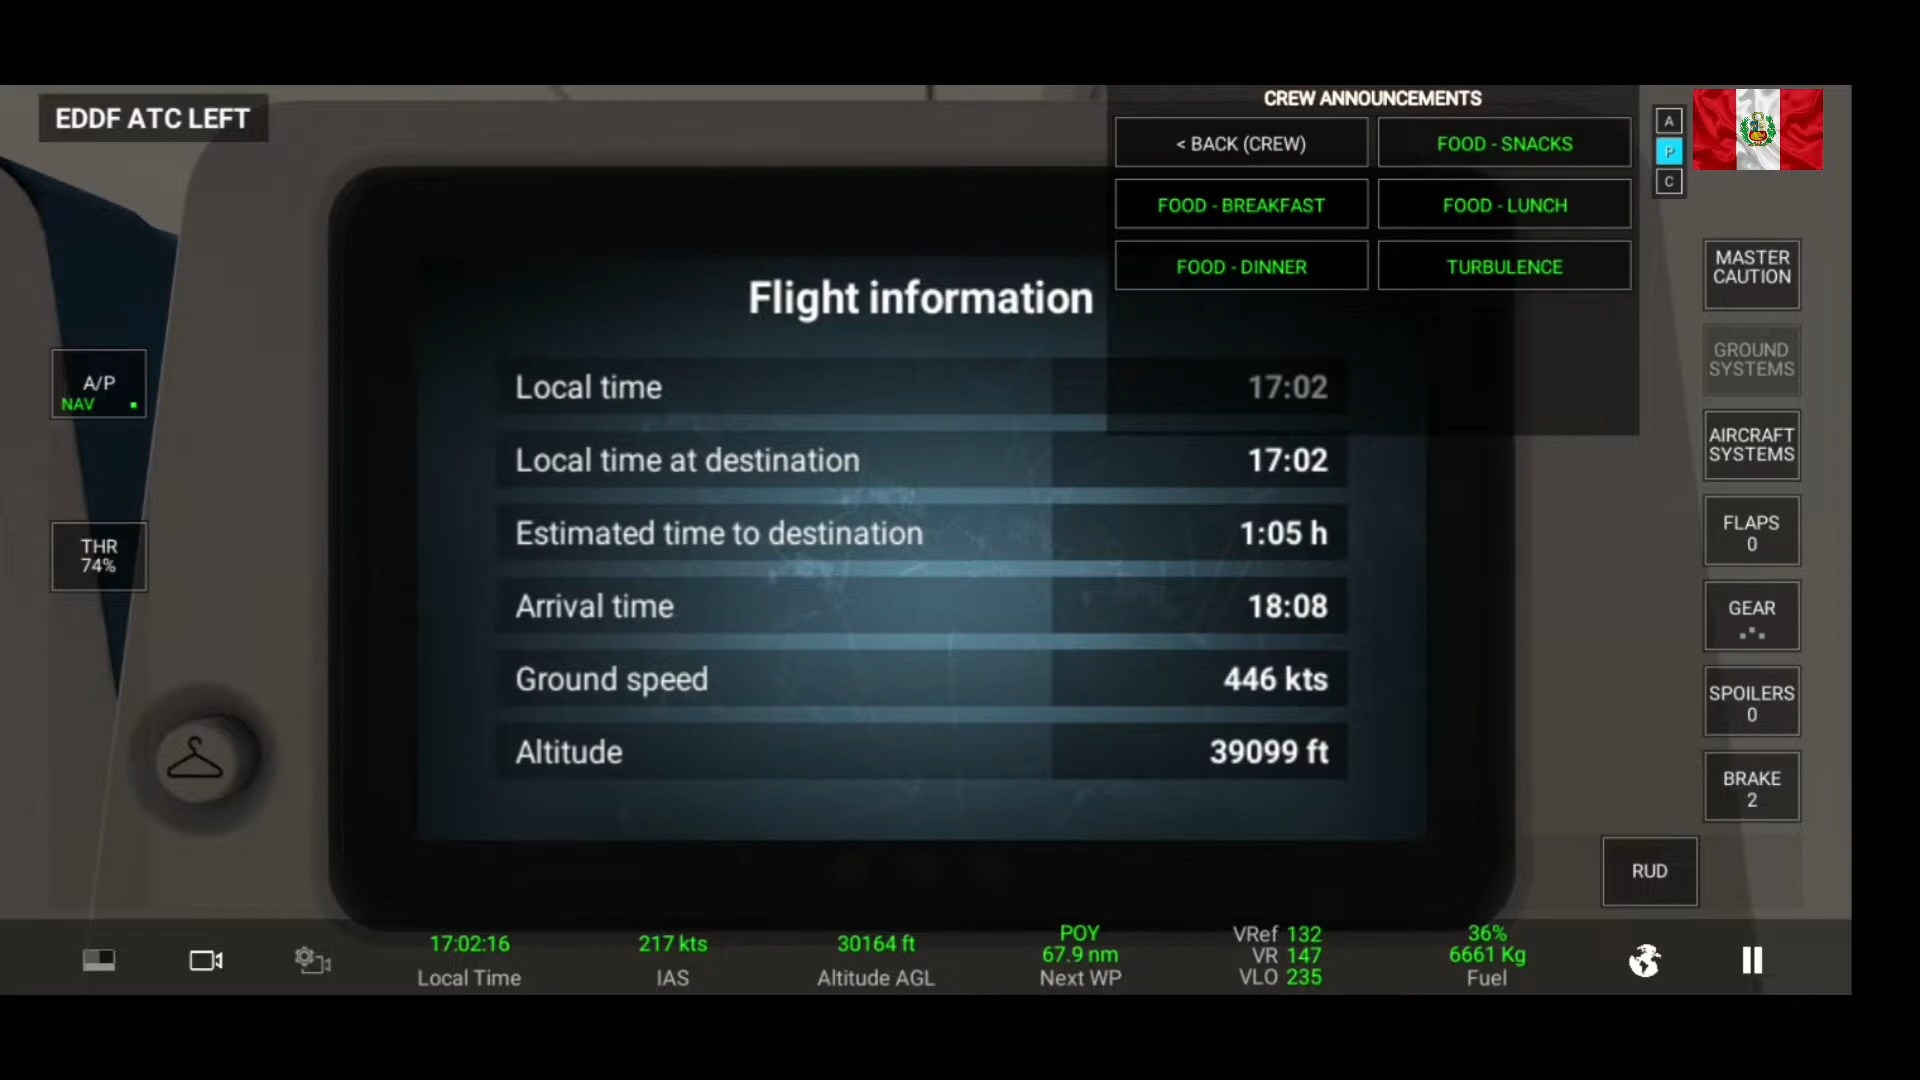 EDDF ATC LEFT
CREW ANNOUNCEMENTS
< BACK (CREW)
FOOD - SNACKS
FOOD - BREAKFAST
FOOD - LUNCH
FOOD - DINNER
TURBULENCE
A
P
C
MASTER
CAUTION
GROUND
SYSTEMS
AIRCRAFT
SYSTEMS
FLAPS
0
GEAR
SPOILERS
0
BRAKE
2
RUD
A/P
NAV
THR
74%
Flight information
Local time 17:02
Local time at destination 17:02
Estimated time to destination 1:05 h
Arrival time 18:08
Ground speed 446 kts
Altitude 39099 ft
17:02:16
Local Time
217 kts
IAS
30164 ft
Altitude AGL
POY
67.9 nm
Next WP
VRef 132
VR 147
VLO 235
36%
6661 Kg
Fuel